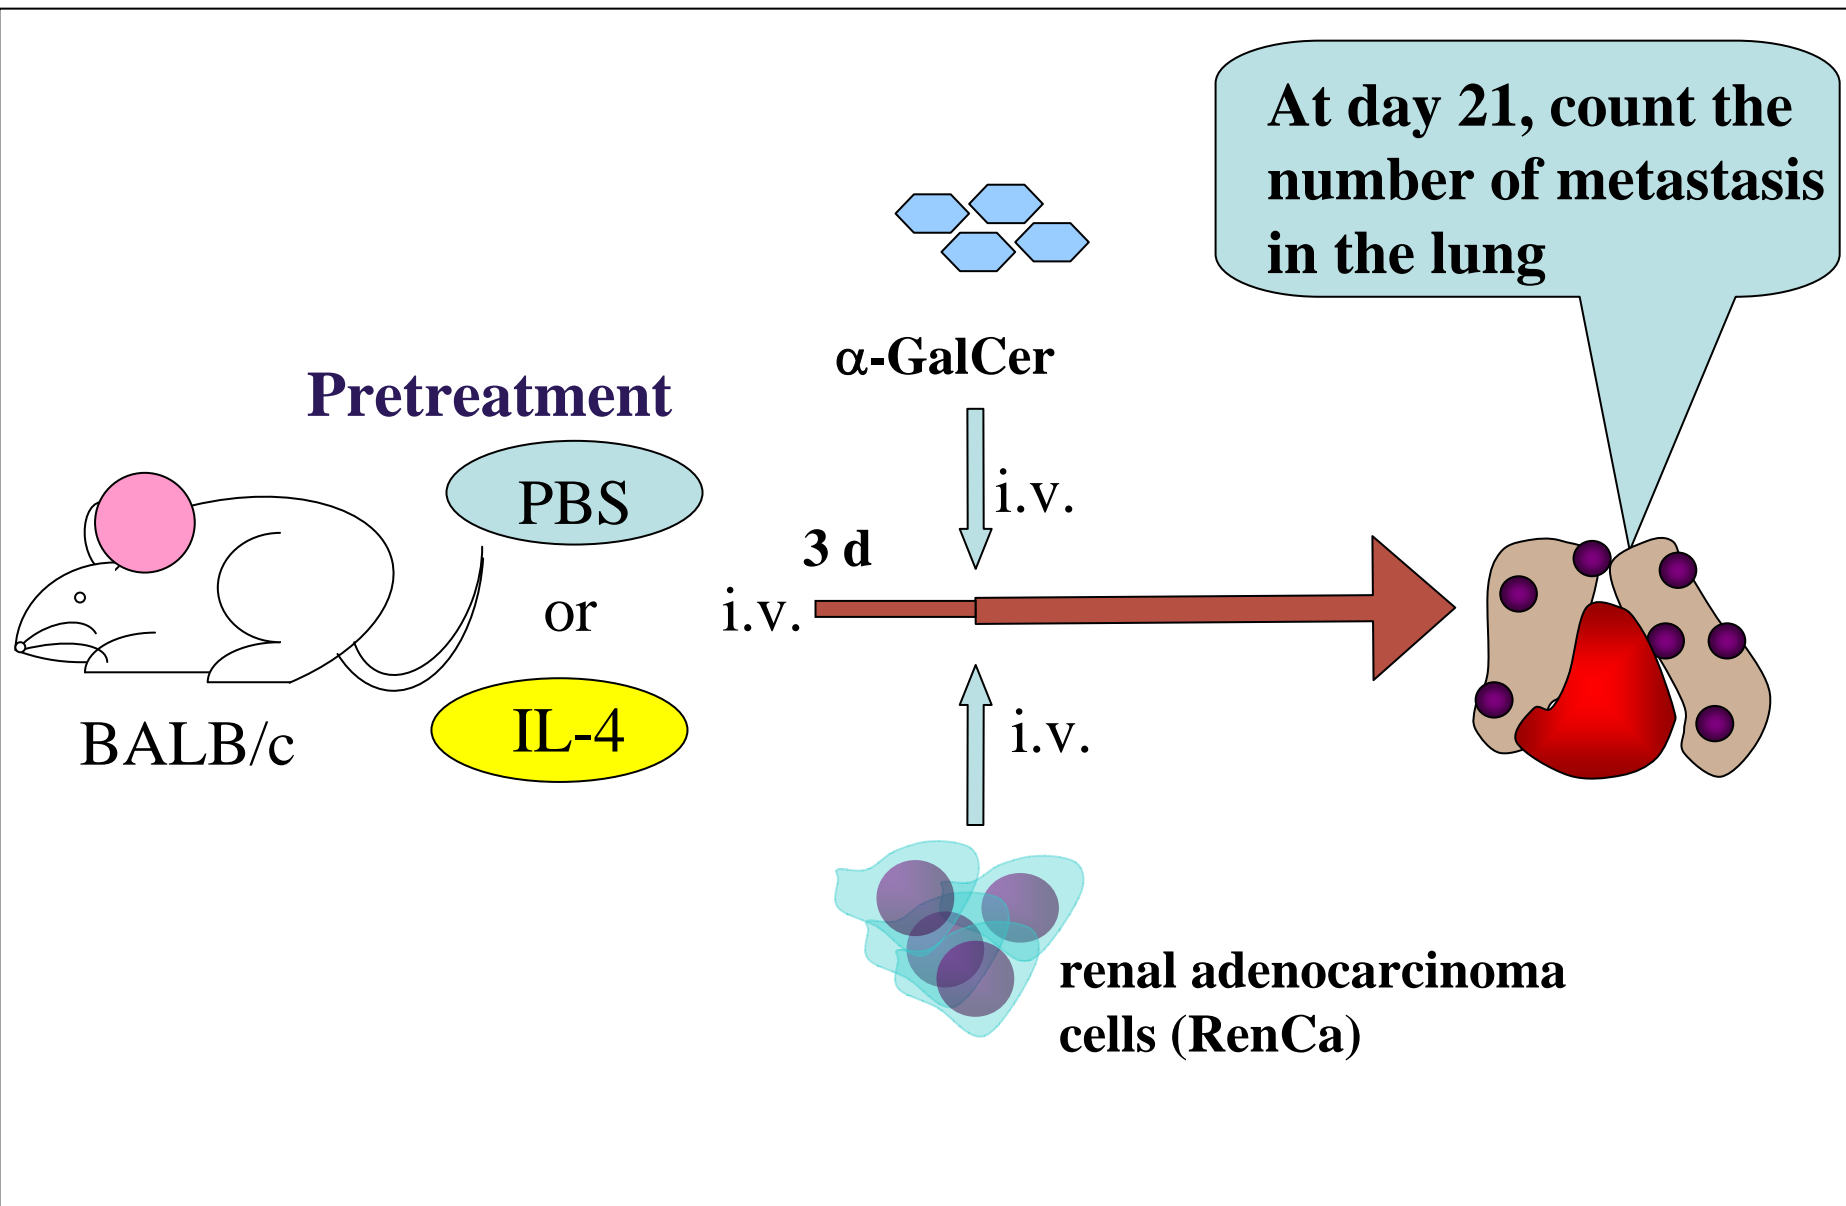 At day 21, count the
number of metastasis
in the lung
α-GalCer
Pretreatment
PBS
i.v.
3 d
or
i.v.
BALB/c
IL-4
i.v.
renal adenocarcinoma
cells (RenCa)